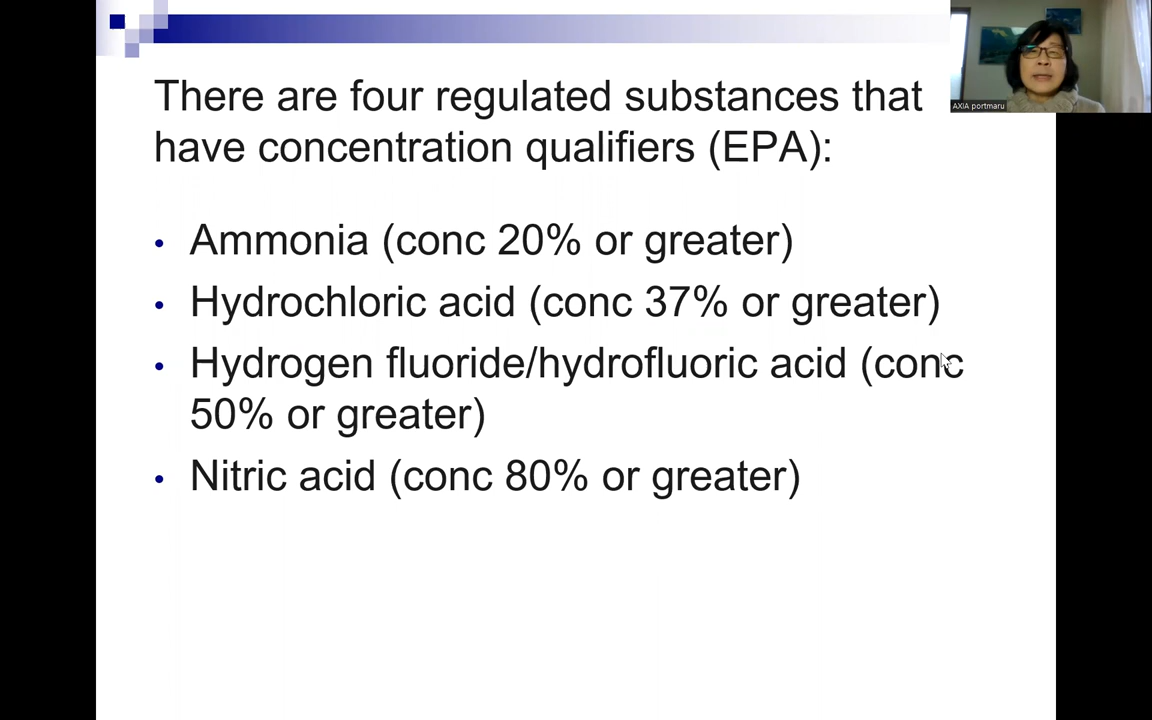 There are four regulated substances that
have concentration qualifiers (EPA):
• Ammonia (conc 20% or greater)
• Hydrochloric acid (conc 37% or greater)
• Hydrogen fluoride/hydrofluoric acid (conc
50% or greater)
• Nitric acid (conc 80% or greater)
AXIA portmaru